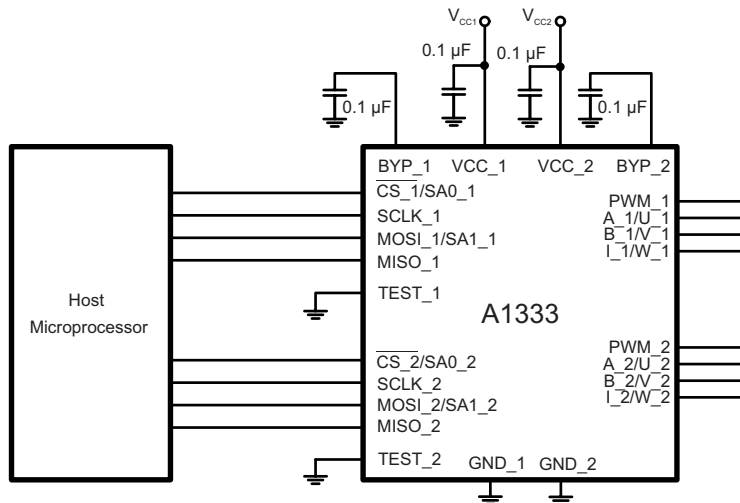 VCC1 VCC2
0.1 µF 0.1 µF
0.1 µF 0.1 µF
BYP_1 VCC_1 VCC_2 BYP_2
CS_1/SA0_1
SCLK_1
MOSI_1/SA1_1
MISO_1
TEST_1
PWM_1
A_1/U_1
B_1/V_1
I_1/W_1
Host
Microprocessor
A1333
CS_2/SA0_2
SCLK_2
MOSI_2/SA1_2
MISO_2
TEST_2
PWM_2
A_2/U_2
B_2/V_2
I_2/W_2
GND_1 GND_2